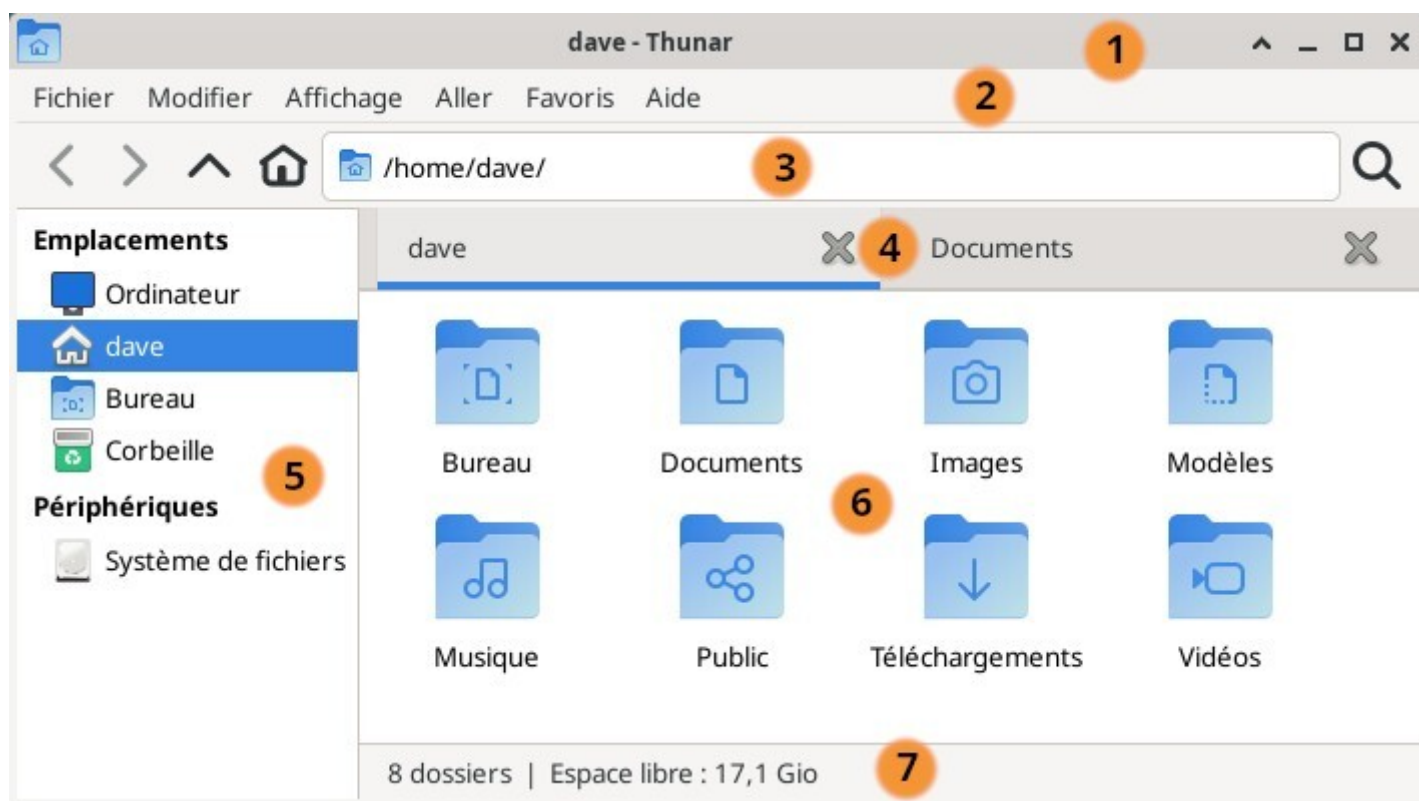 dave - Thunar 1
Fichier Modifier Affichage Aller Favoris Aide 2
/home/dave/ 3
Emplacements
Ordinateur
dave
Bureau
Corbeille
5
Périphériques
Système de fichiers
dave 4 Documents
Bureau Documents Images Modèles
6
Musique Public Téléchargements Vidéos
8 dossiers | Espace libre : 17,1 Gio 7